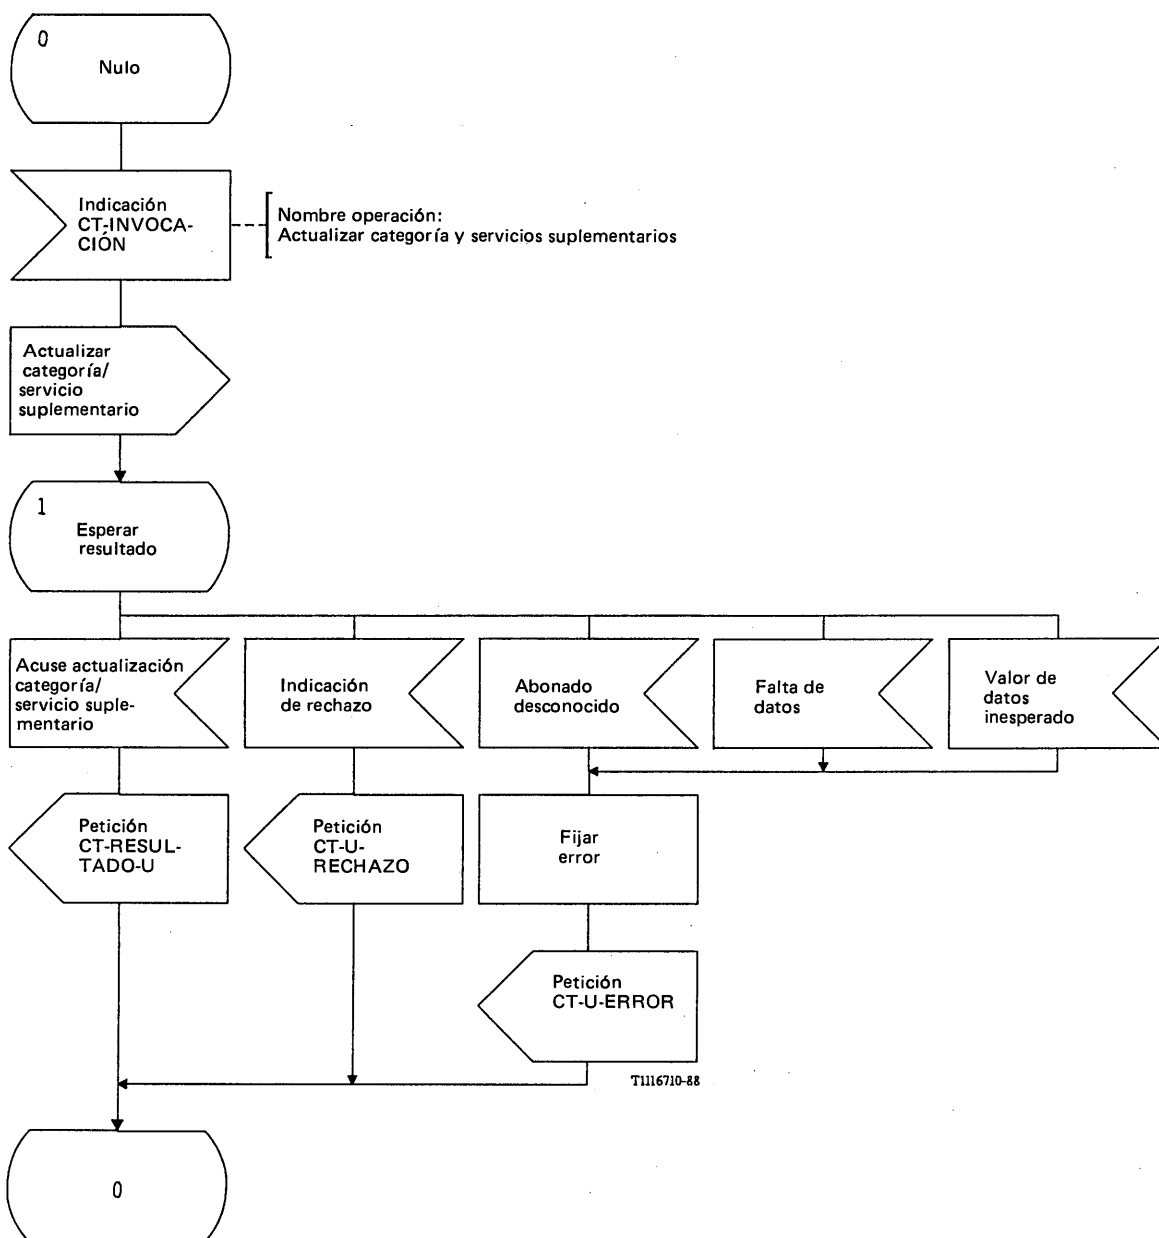 0
Nulo
Indicación
CT-INVOCA-
CIÓN
Nombre operación:
Actualizar categoría y servicios suplementarios
Actualizar
categoría/
servicio
suplementario
1
Esperar
resultado
Acuse actualización
categoría/
servicio suple-
mentario
Indicación
de rechazo
Abonado
desconocido
Falta de
datos
Valor de
datos
inesperado
Petición
CT-RESUL-
TADO-U
Petición
CT-U-
RECHAZO
Fijar
error
Petición
CT-U-ERROR
T1116710-88
0